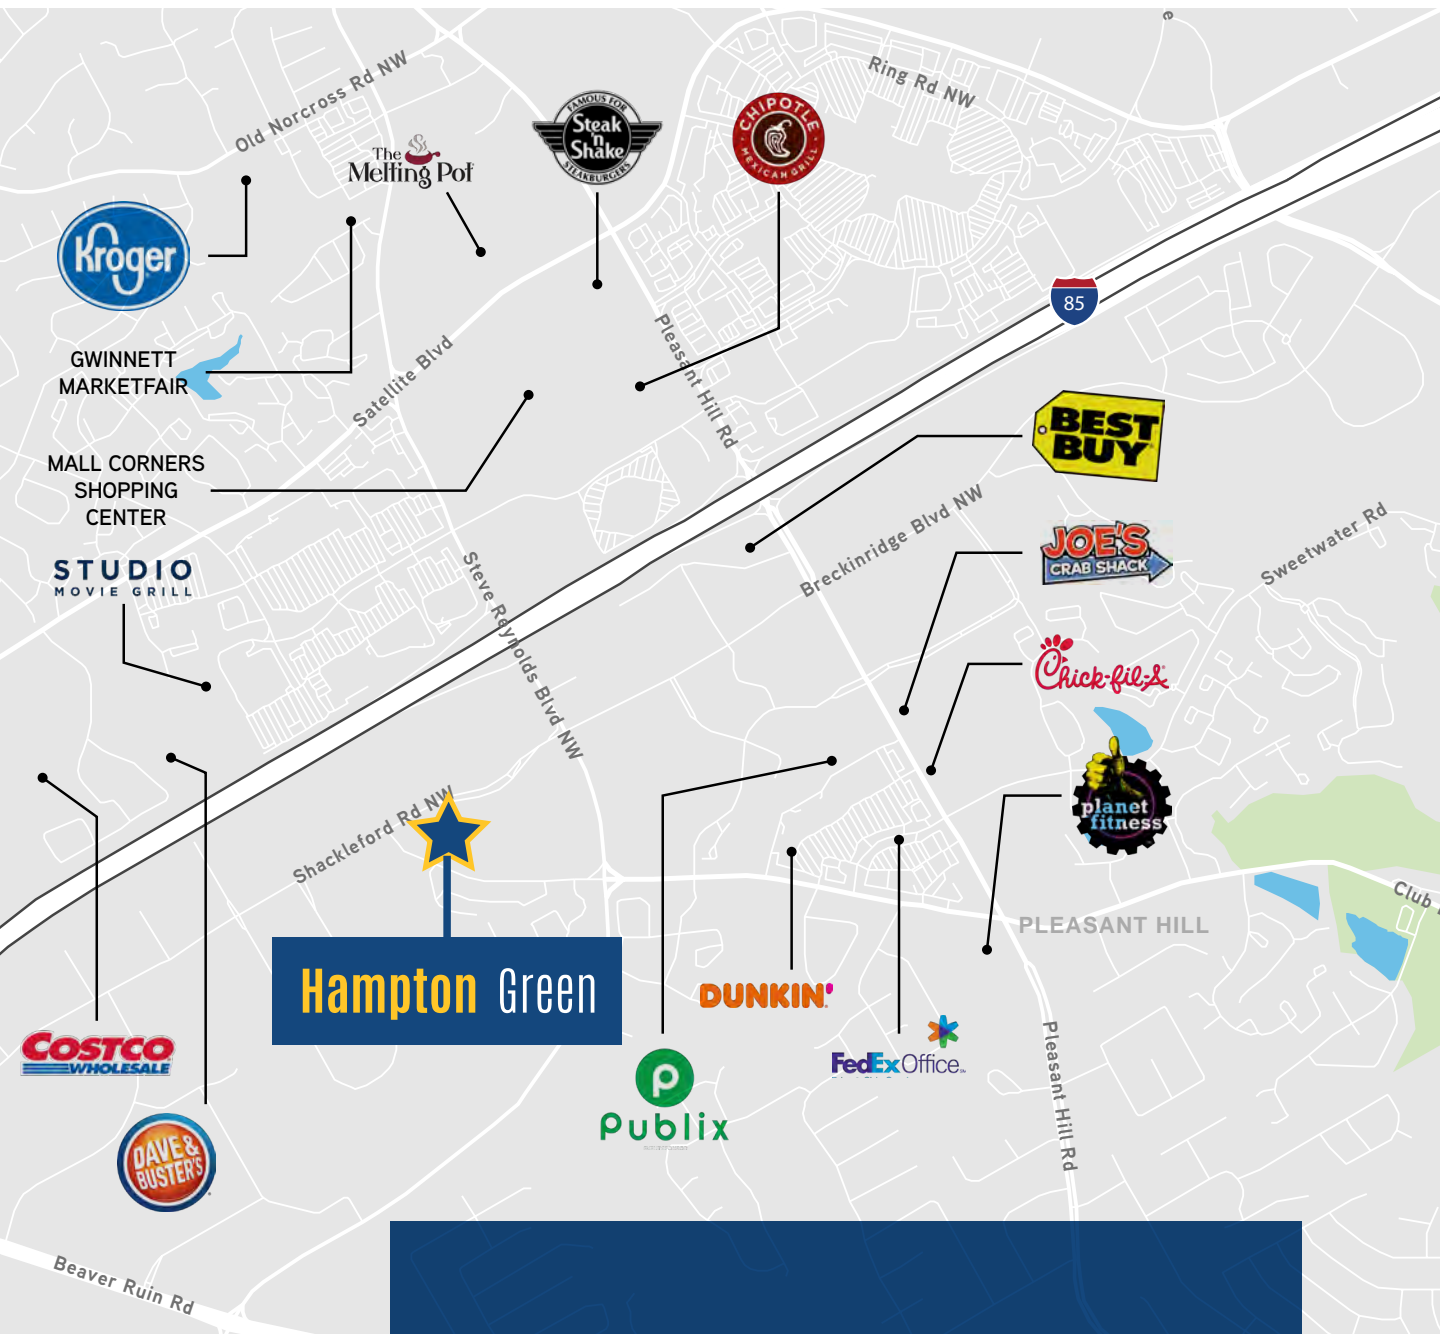 e
Old Norcross Rd NW
Ring Rd NW
FAMOUS FOR
Steak
'n
Shake
STEAKBURGERS
CHIPOTLE
MEXICAN GRILL
The
Melting Pot
Kroger
85
GWINNETT
MARKETFAIR
Satellite Blvd
Pleasant Hill Rd
BEST
BUY
MALL CORNERS
SHOPPING
CENTER
Breckinridge Blvd NW
Sweetwater Rd
JOE'S
CRAB SHACK
STUDIO
MOVIE GRILL
Steve Reynolds Blvd NW
Chick-fil-A
planet
fitness
Shackleford Rd NW
Club
PLEASANT HILL
Hampton Green
DUNKIN'
COSTCO
WHOLESALE
FedEx Office
Publix
Pleasant Hill Rd
DAVE &
BUSTER'S
Beaver Ruin Rd